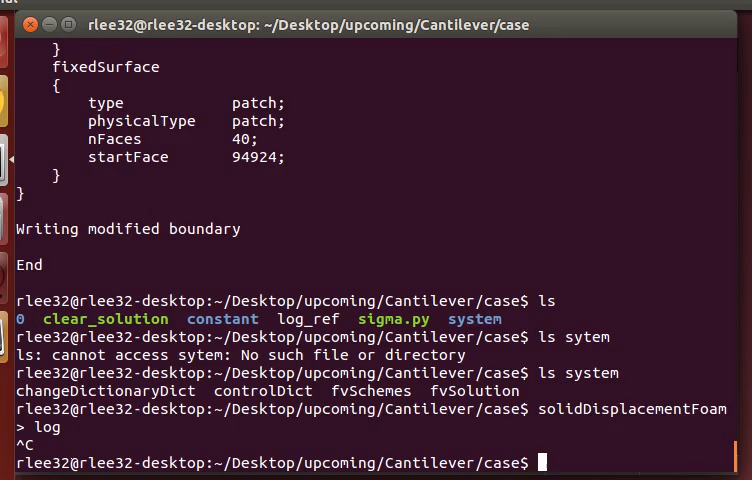 rlee32@rlee32-desktop: ~/Desktop/upcoming/Cantilever/case
}
fixedSurface
{
type patch;
physicalType patch;
nFaces 40;
startFace 94924;
}
}
Writing modified boundary
End
rlee32@rlee32-desktop:~/Desktop/upcoming/Cantilever/case$ ls
0 clear_solution constant log_ref sigma.py system
rlee32@rlee32-desktop:~/Desktop/upcoming/Cantilever/case$ ls sytem
ls: cannot access sytem: No such file or directory
rlee32@rlee32-desktop:~/Desktop/upcoming/Cantilever/case$ ls system
changeDictionaryDict controlDict fvSchemes fvSolution
rlee32@rlee32-desktop:~/Desktop/upcoming/Cantilever/case$ solidDisplacementFoam
> log
^C
rlee32@rlee32-desktop:~/Desktop/upcoming/Cantilever/case$